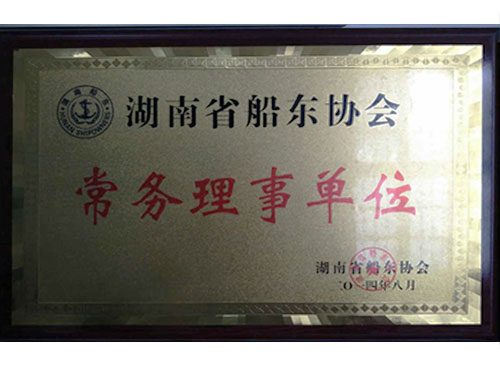 湖南省船东协会
常务理事单位
湖南省船东协会
二〇一四年八月